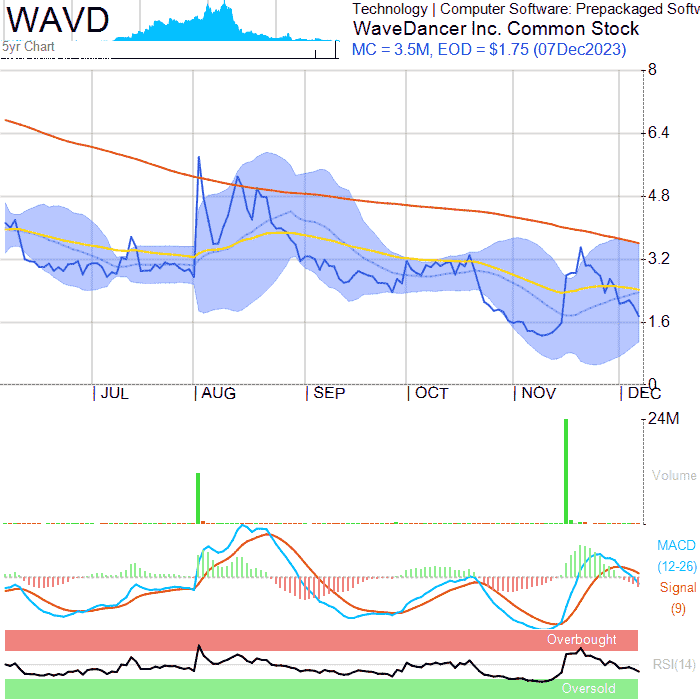 WAVD
5yr Chart
Technology | Computer Software: Prepackaged Softw
WaveDancer Inc. Common Stock
MC = 3.5M, EOD = $1.75 (07Dec2023)
8
6.4
4.8
3.2
1.6
0
JUL AUG SEP OCT NOV DEC
24M
Volume
MACD
(12-26)
Signal
(9)
Overbought
RSI(14)
Oversold